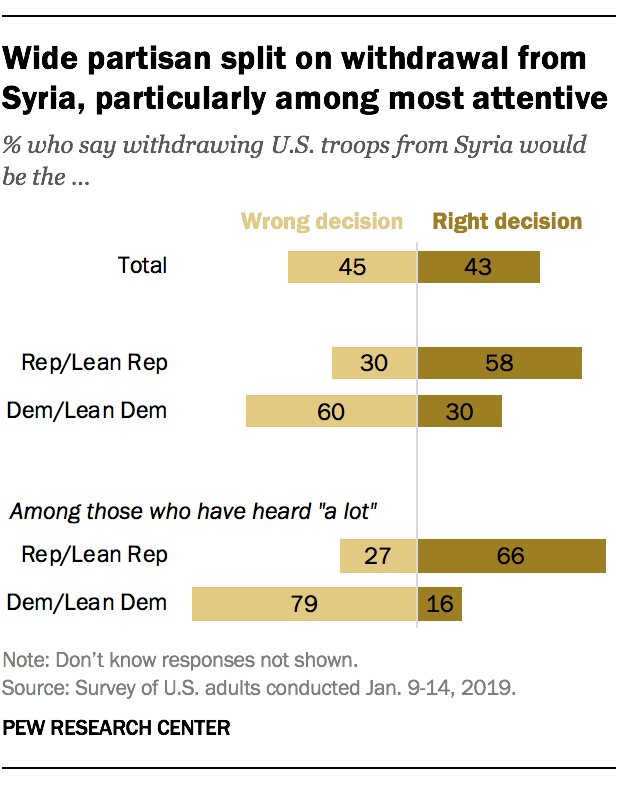 Wide partisan split on withdrawal from
Syria, particularly among most attentive
% who say withdrawing U.S. troops from Syria would
be the ...
Wrong decision Right decision
Total 45 43
Rep/Lean Rep 30 58
Dem/Lean Dem 60 30
Among those who have heard "a lot"
Rep/Lean Rep 27 66
Dem/Lean Dem 79 16
Note: Don’t know responses not shown.
Source: Survey of U.S. adults conducted Jan. 9-14, 2019.
PEW RESEARCH CENTER